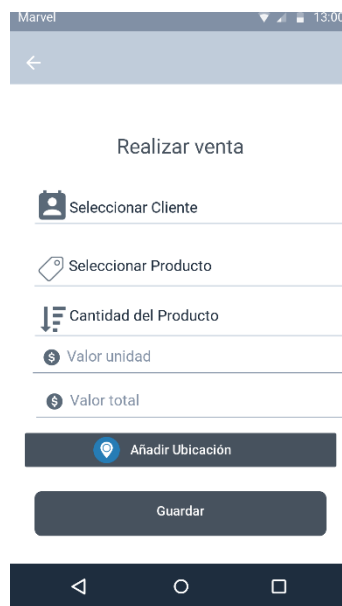 Marvel 13:00
Realizar venta
Seleccionar Cliente
Seleccionar Producto
Cantidad del Producto
$ Valor unidad
$ Valor total
Añadir Ubicación
Guardar